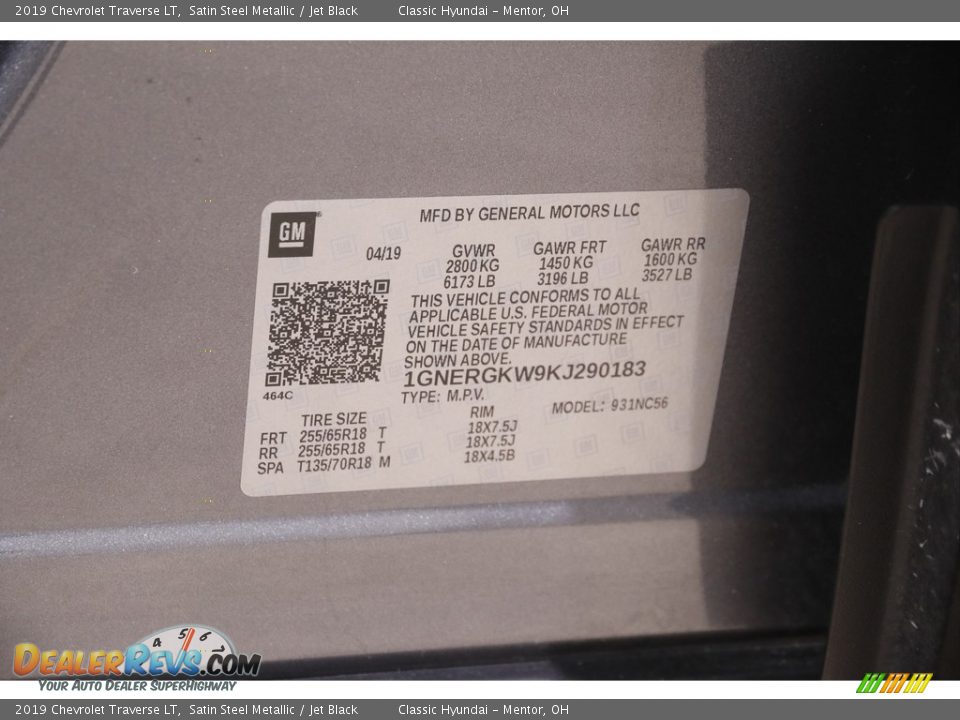 2019 Chevrolet Traverse LT, Satin Steel Metallic / Jet Black Classic Hyundai – Mentor, OH
GM
MFD BY GENERAL MOTORS LLC
04/19 GVWR GAWR FRT GAWR RR
2800 KG 1450 KG 1600 KG
6173 LB 3196 LB 3527 LB
THIS VEHICLE CONFORMS TO ALL
APPLICABLE U.S. FEDERAL MOTOR
VEHICLE SAFETY STANDARDS IN EFFECT
ON THE DATE OF MANUFACTURE
SHOWN ABOVE.
1GNERGKW9KJ290183
464C
TYPE: M.P.V. MODEL: 931NC56
TIRE SIZE RIM
FRT 255/65R18 T 18X7.5J
RR 255/65R18 T 18X7.5J
SPA T135/70R18 M 18X4.5B
4 5 6
DEALERREVS.COM
YOUR AUTO DEALER SUPERHIGHWAY
2019 Chevrolet Traverse LT, Satin Steel Metallic / Jet Black Classic Hyundai – Mentor, OH